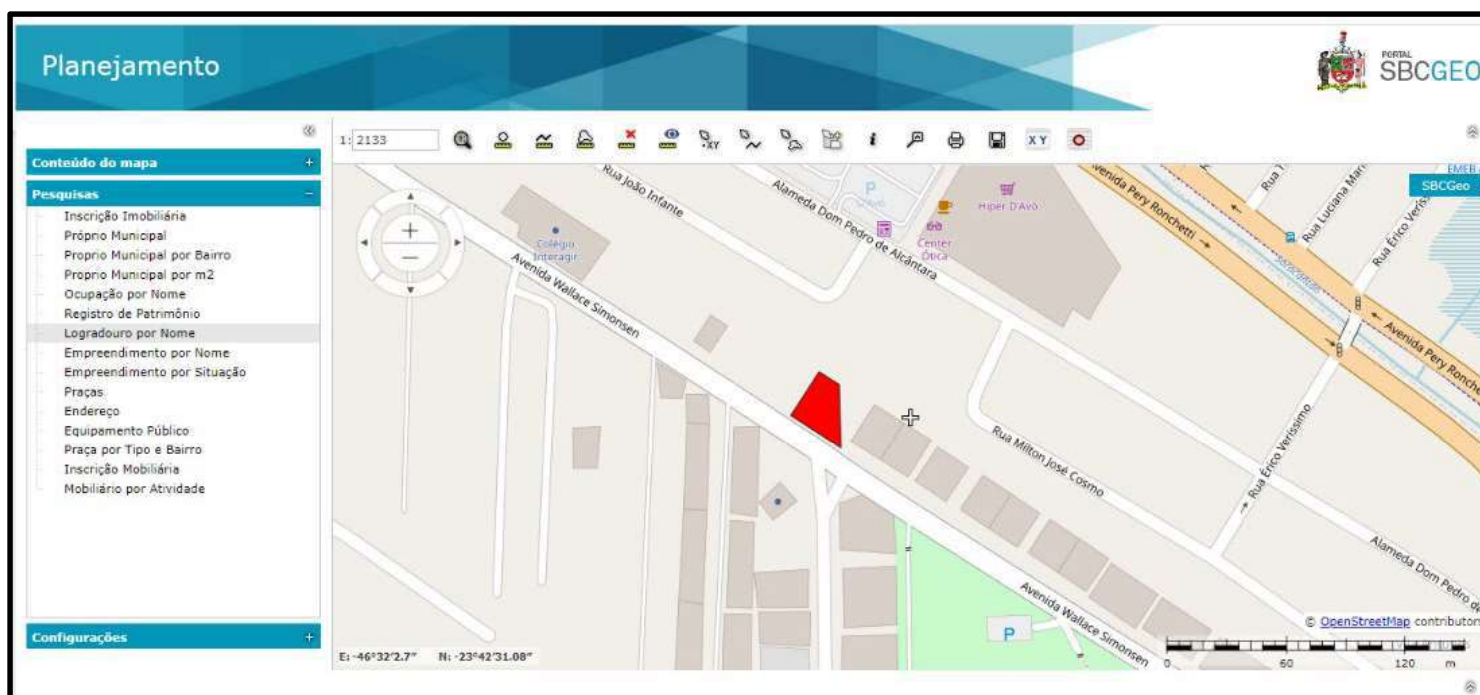 Planejamento
PORTAL
SBCGEO
1: 2133
X Y
Conteúdo do mapa +
Pesquisas −
Inscrição Imobiliária
Próprio Municipal
Proprio Municipal por Bairro
Proprio Municipal por m2
Ocupação por Nome
Registro de Patrimônio
Logradouro por Nome
Empreendimento por Nome
Empreendimento por Situação
Praças
Endereço
Equipamento Público
Praça por Tipo e Bairro
Inscrição Mobiliária
Mobiliário por Atividade
Configurações +
SBCGeo
EMEB
Rua João Infante
Alameda Dom Pedro de Alcântara
P
Hiper D'Avó
Center
Ótica
Colégio
Interagir
Avenida Wallace Simonsen
Avenida Pery Ronchetti
Rua Luciana Mari
Rua Érico Veríssimo
Avenida Pery Ronche
Rua Milton José Cosmo
Rua Érico Veríssimo
Alameda Dom Pedro de
Avenida Wallace Simonsen
P
© OpenStreetMap contributors
0 60 120 m
E: -46°32'2.7" N: -23°42'31.08"